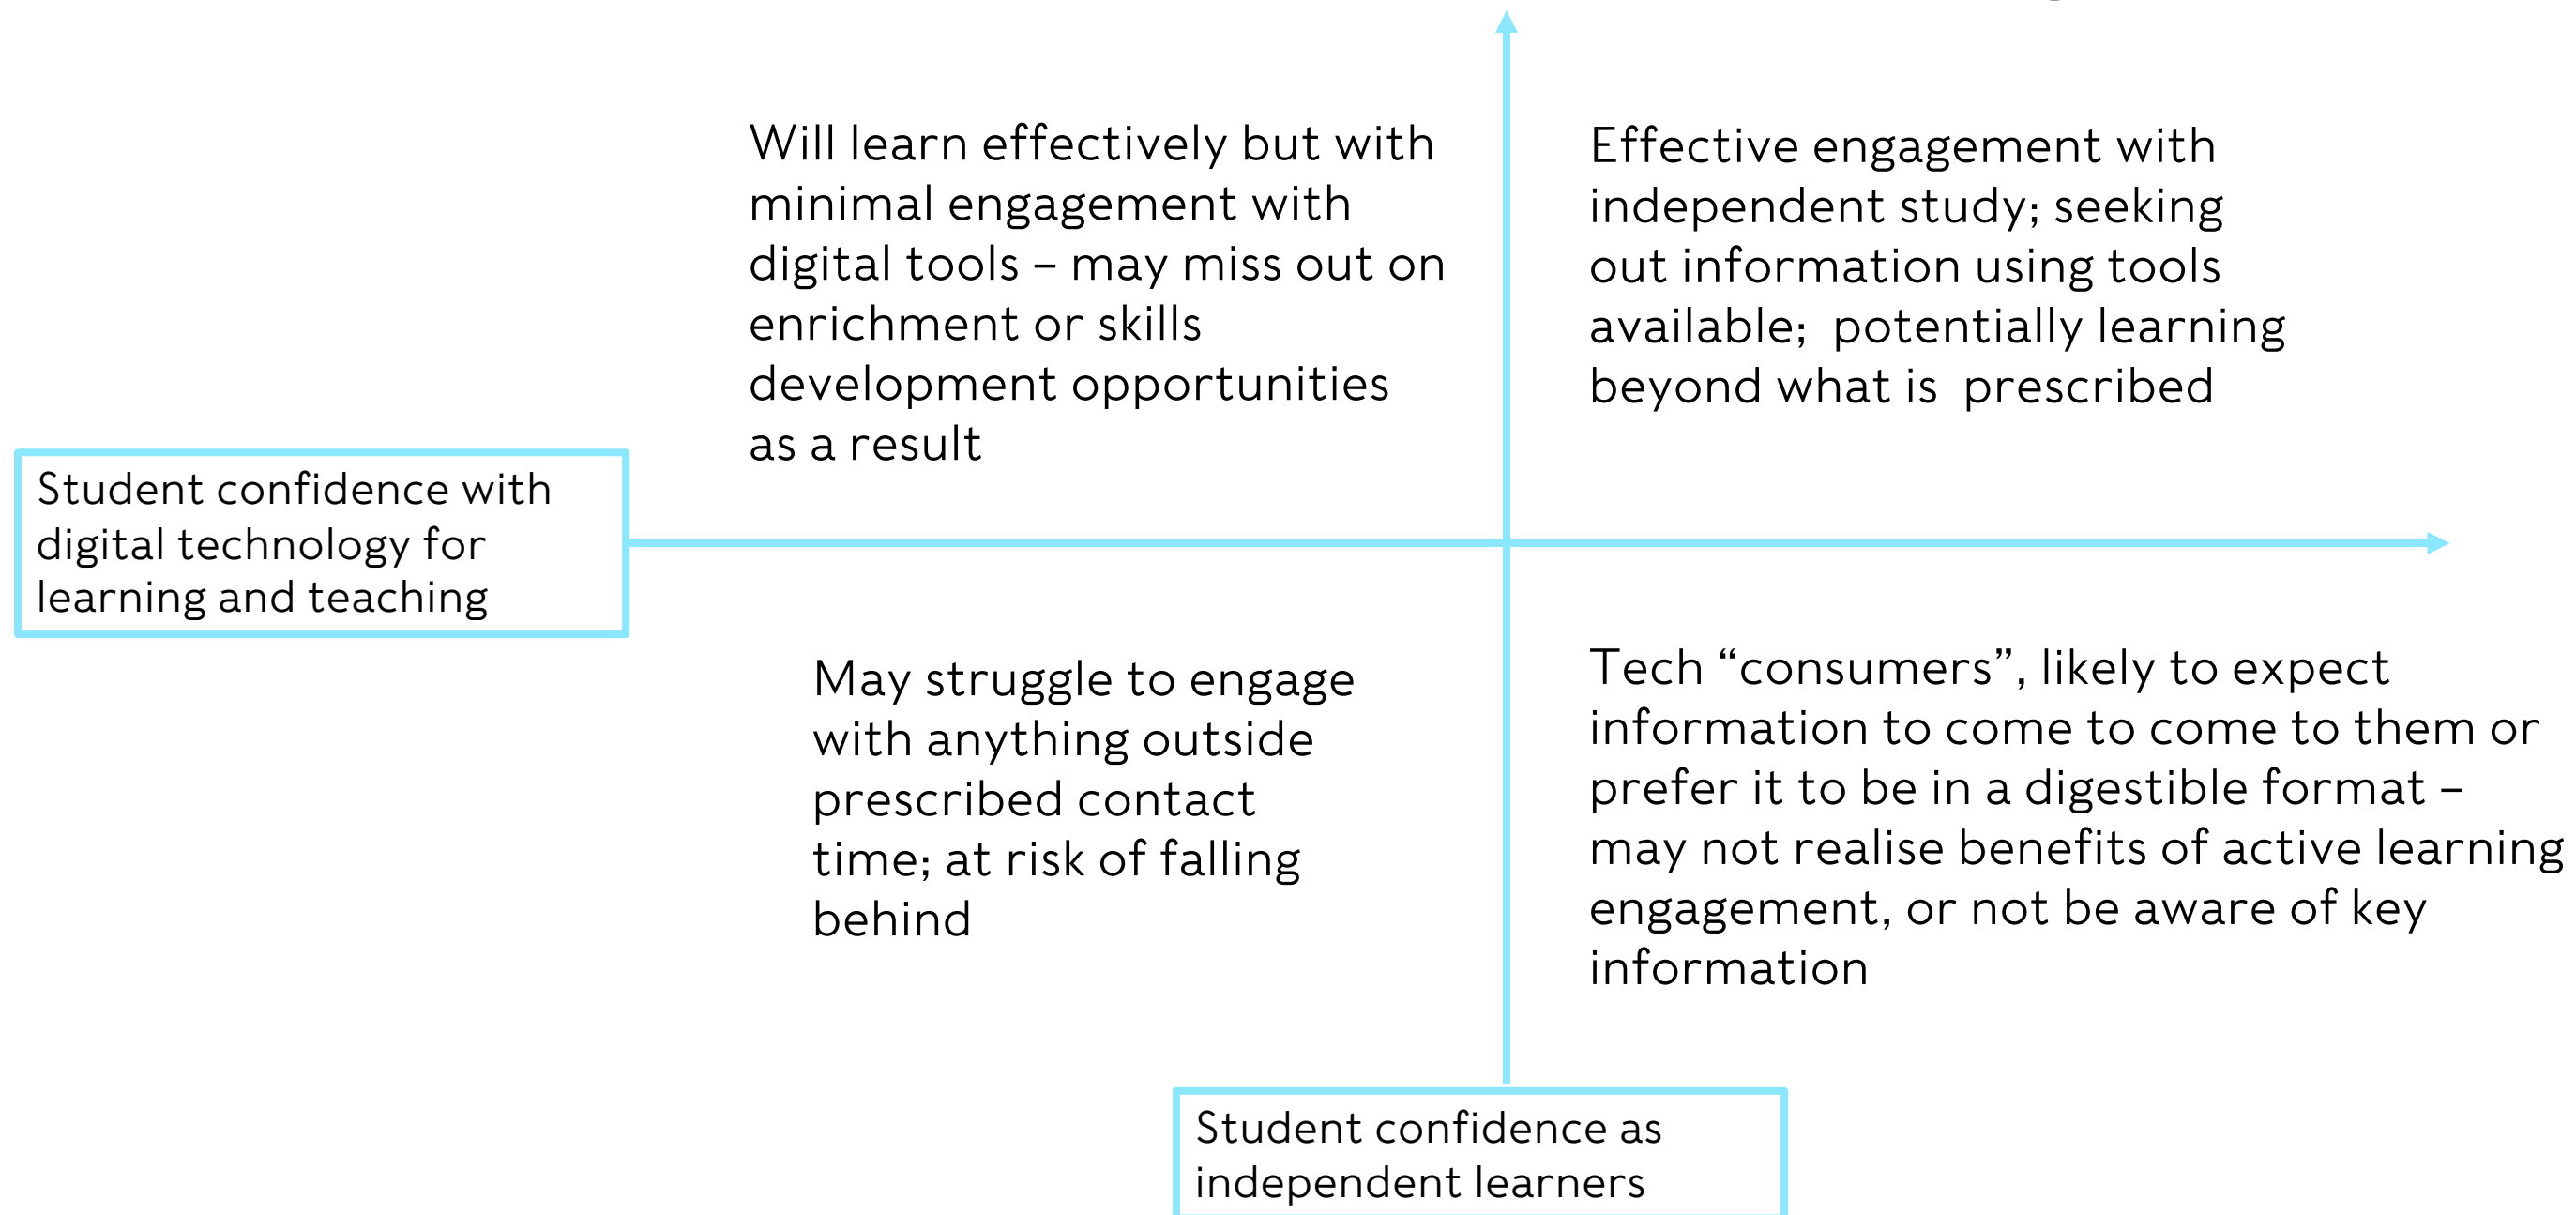 Will learn effectively but with
minimal engagement with
digital tools – may miss out on
enrichment or skills
development opportunities
as a result
Effective engagement with
independent study; seeking
out information using tools
available;  potentially learning
beyond what is  prescribed
Student confidence with
digital technology for
learning and teaching
May struggle to engage
with anything outside
prescribed contact
time; at risk of falling
behind
Tech “consumers”, likely to expect
information to come to come to them or
prefer it to be in a digestible format –
may not realise benefits of active learning
engagement, or not be aware of key
information
Student confidence as
independent learners